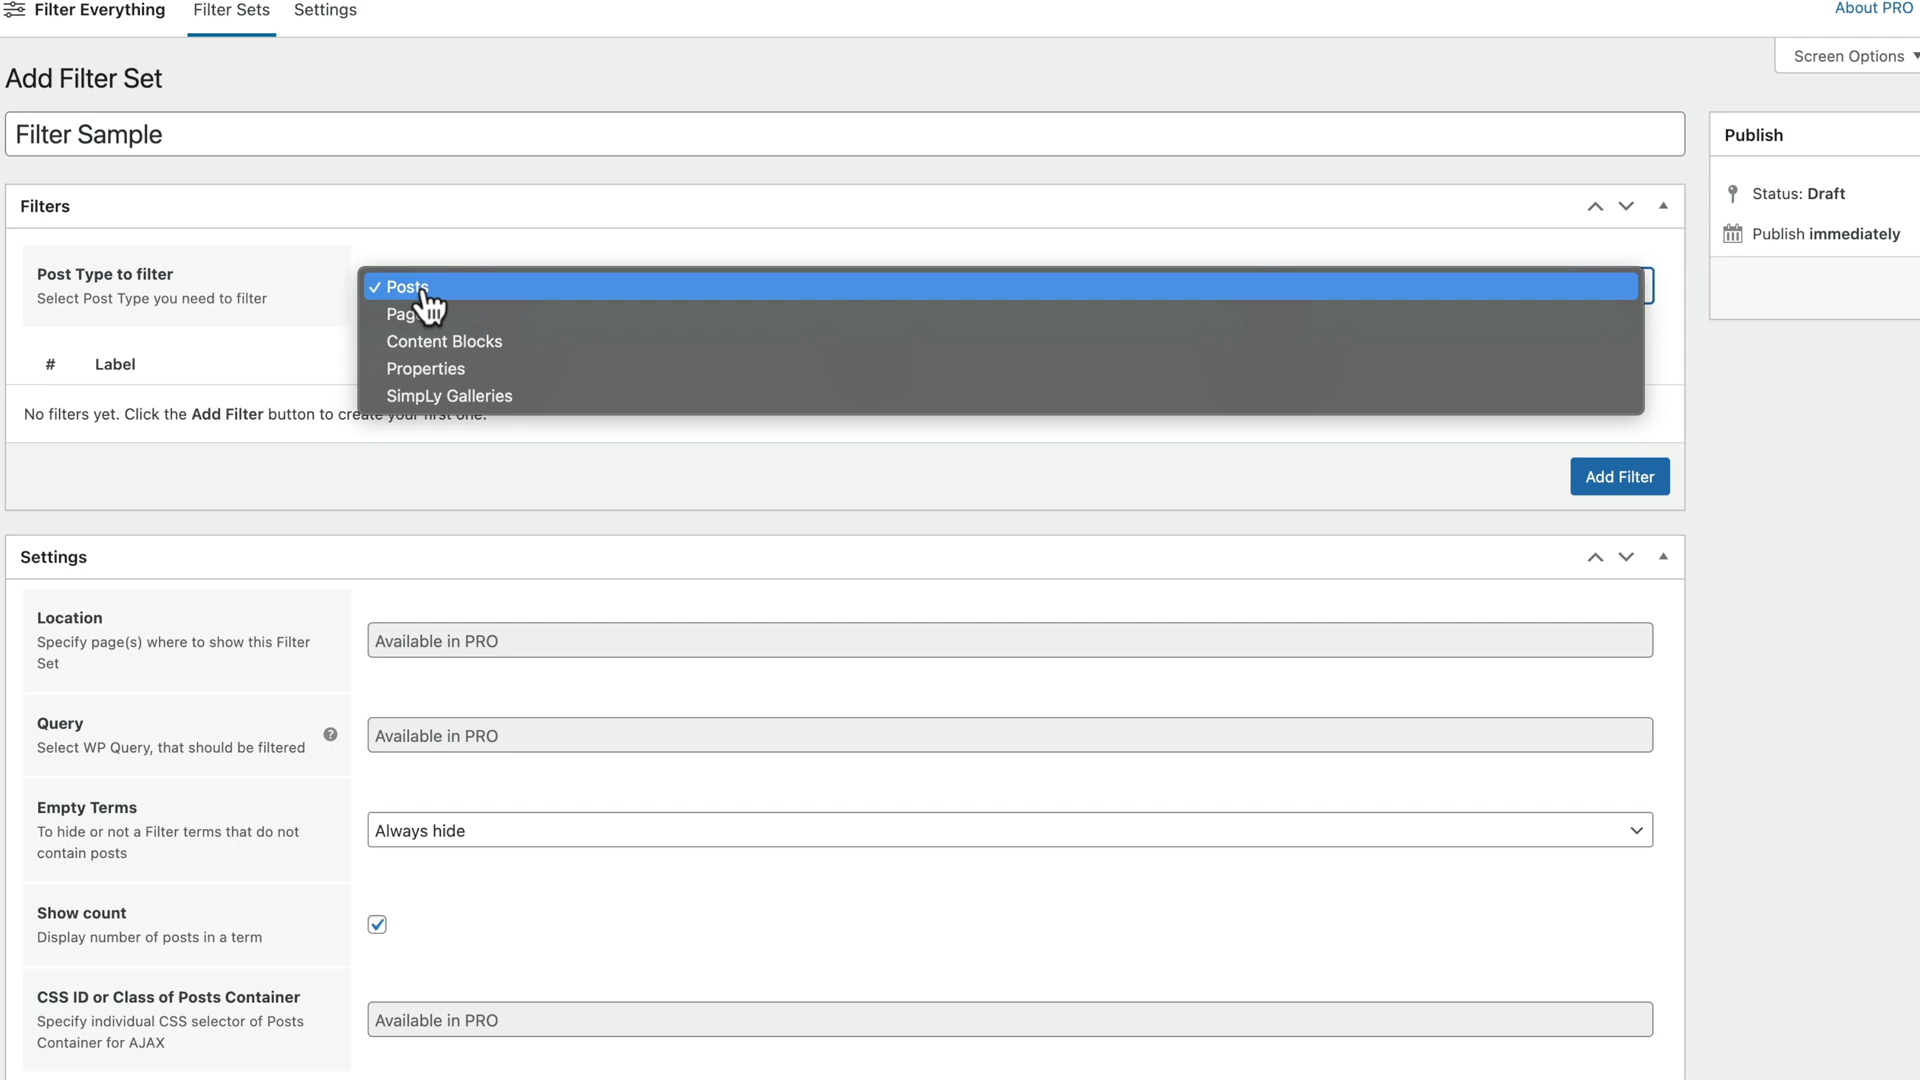 Filter Everything
Filter Sets
Settings
About PRO
Screen Options
Add Filter Set
Filter Sample
Publish
Status: Draft
Publish immediately
Filters
Post Type to filter
Select Post Type you need to filter
Posts
Content Blocks
Properties
SimpLy Galleries
# Label
No filters yet. Click the Add Filter button to create your first one.
Add Filter
Settings
Location
Specify page(s) where to show this Filter
Set
Available in PRO
Query
Select WP Query, that should be filtered
Available in PRO
Empty Terms
To hide or not a Filter terms that do not
contain posts
Always hide
Show count
Display number of posts in a term
CSS ID or Class of Posts Container
Specify individual CSS selector of Posts
Container for AJAX
Available in PRO